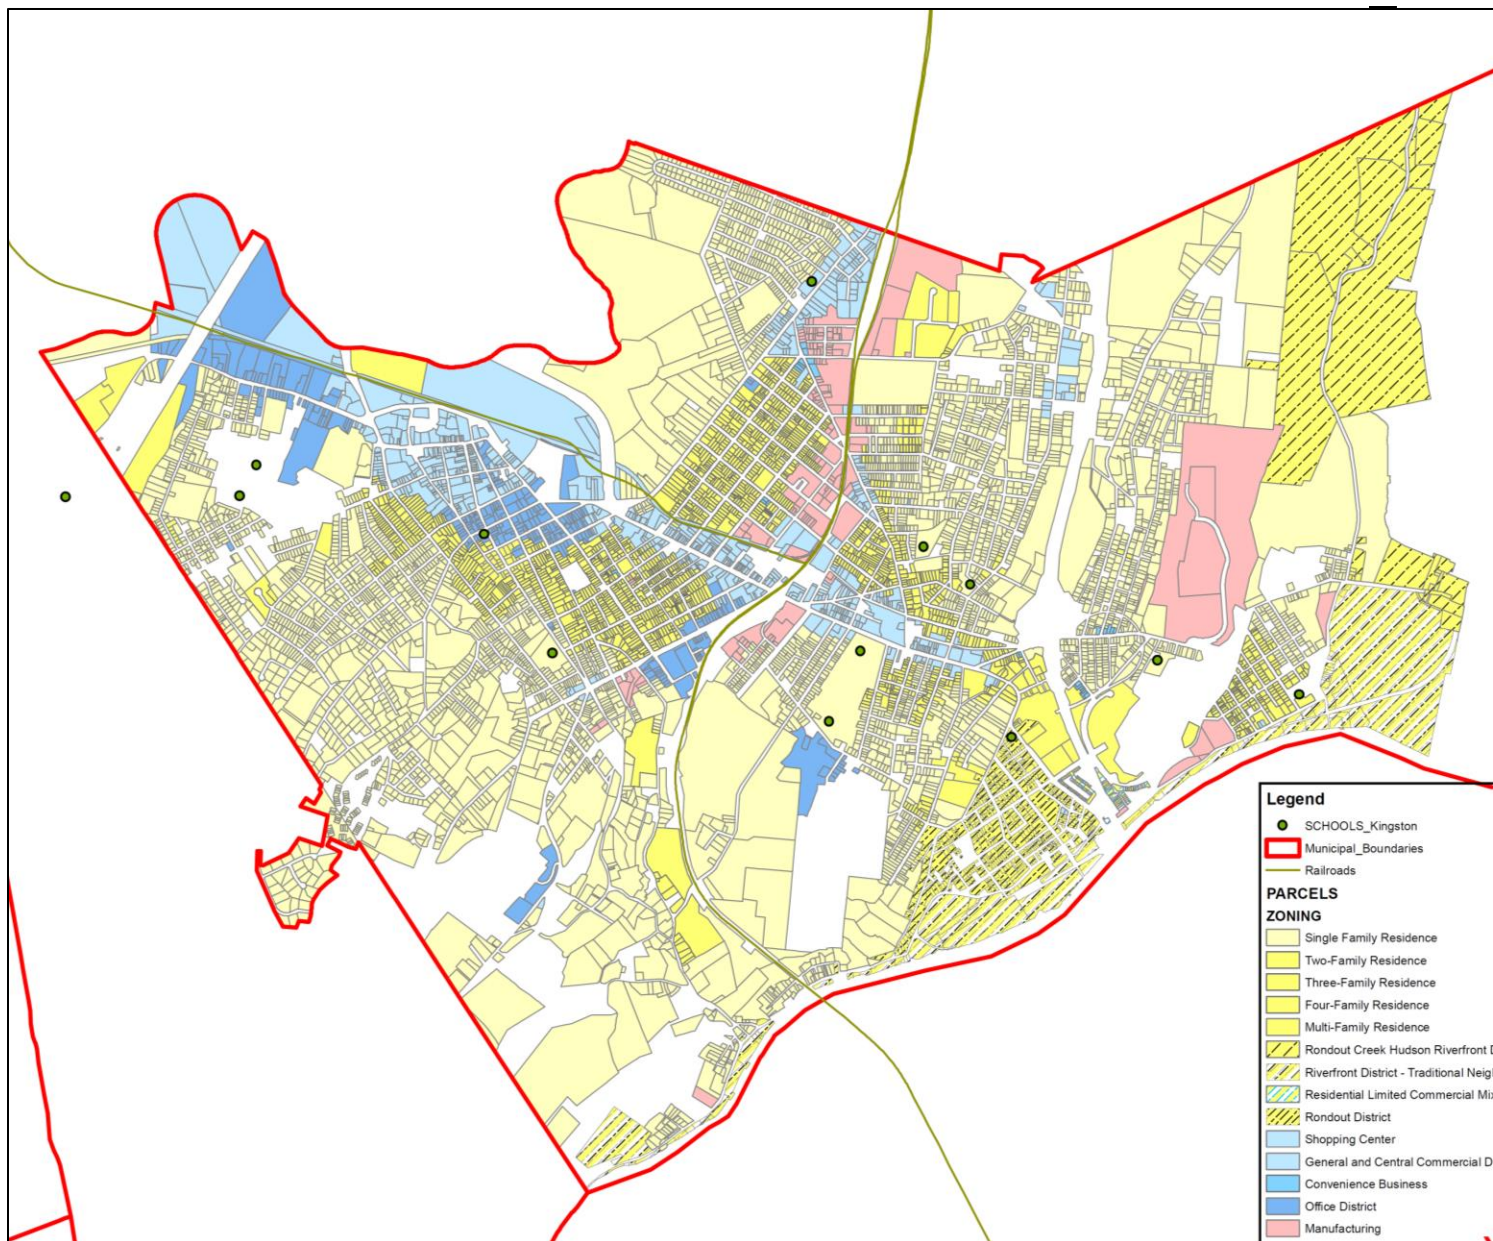 Legend
SCHOOLS_Kingston
Municipal_Boundaries
Railroads
PARCELS
ZONING
Single Family Residence
Two-Family Residence
Three-Family Residence
Four-Family Residence
Multi-Family Residence
Rondout Creek Hudson Riverfront D
Riverfront District - Traditional Neigh
Residential Limited Commercial Mix
Rondout District
Shopping Center
General and Central Commercial D
Convenience Business
Office District
Manufacturing